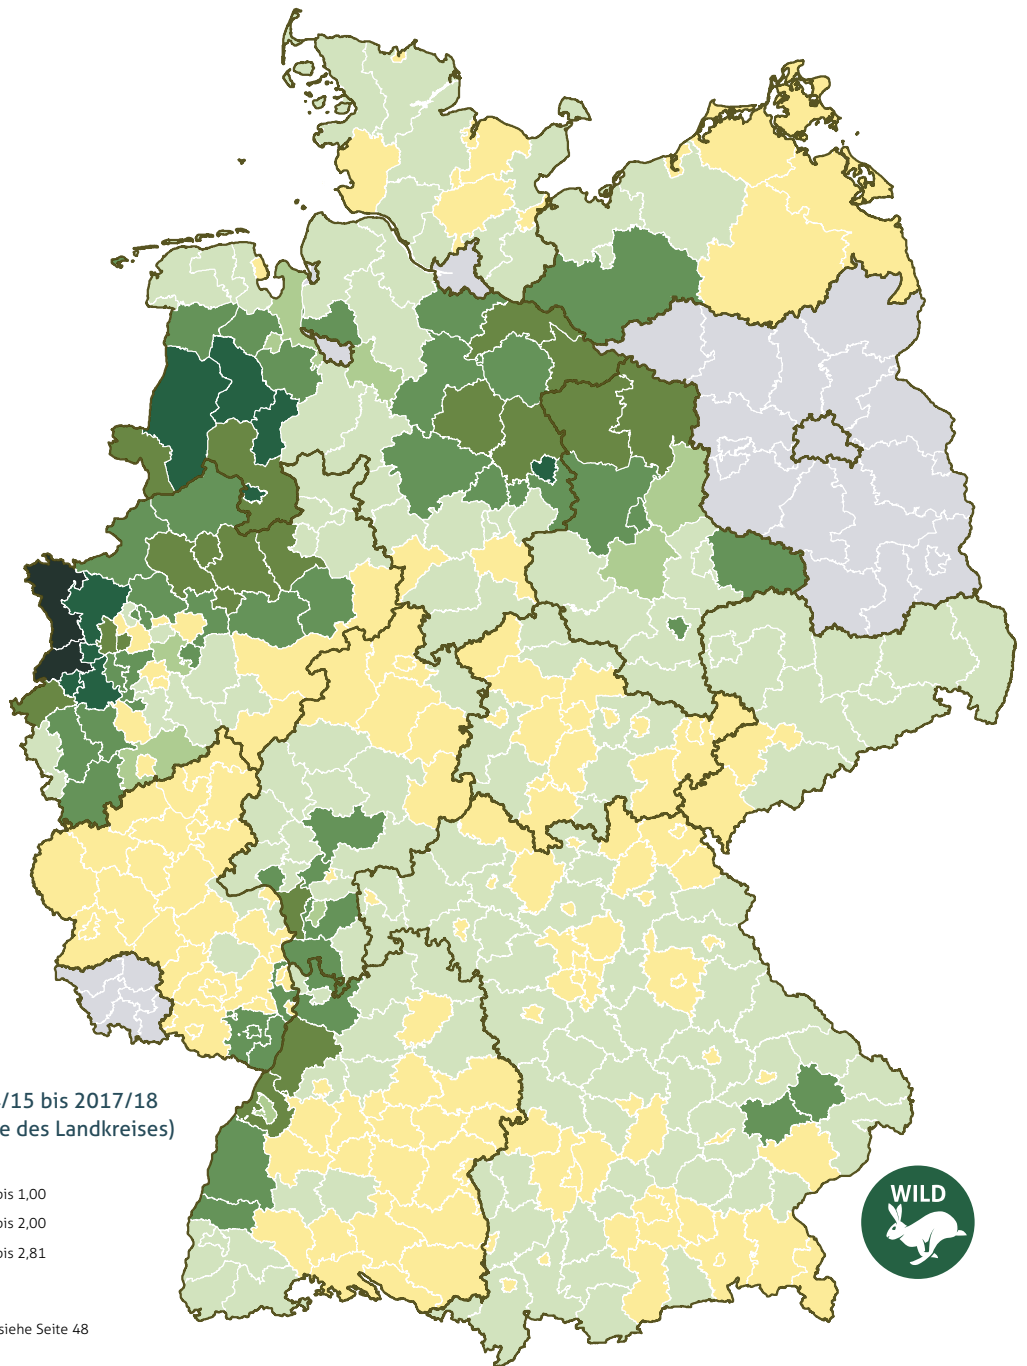 /15 bis 2017/18
e des Landkreises)
bis 1,00
bis 2,00
bis 2,81
siehe Seite 48
WILD